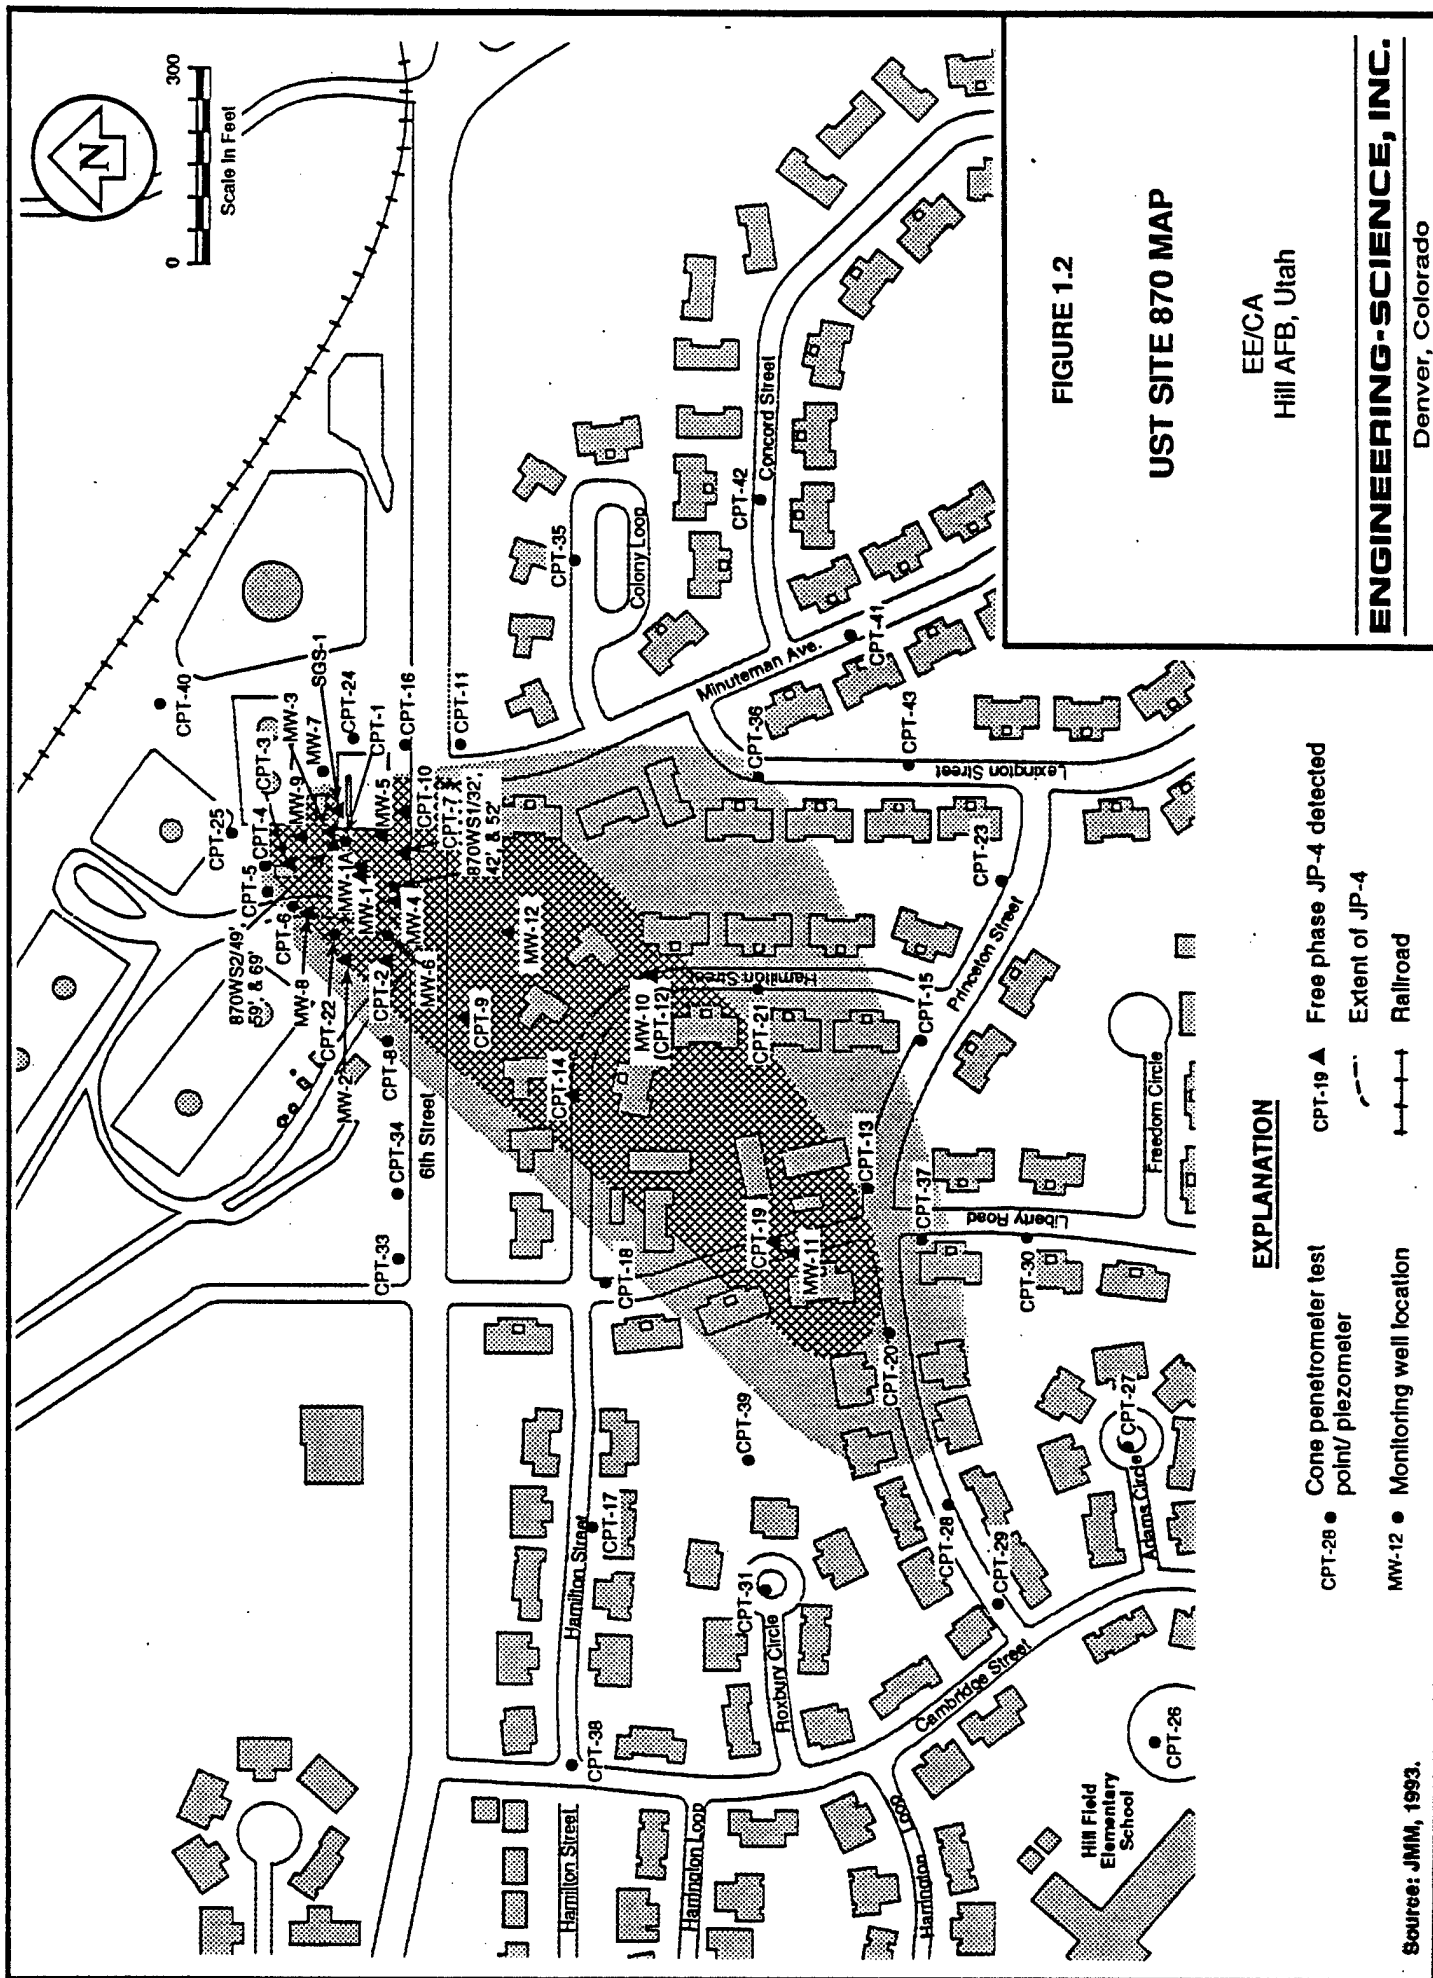 N
0 300
Scale In Feet
CPT-40
CPT-25
CPT-4
CPT-3
MW-9
MW-3
MW-7
SGS-1
CPT-24
CPT-1
CPT-16
CPT-11
CPT-5
CPT-6
870WS2/49',
59', & 69'
MW-8
CPT-22
MW-2
MW-1A
MW-1
MW-5
CPT-10
CPT-7
870WS1/32',
42', & 52'
MW-4
MW-6
CPT-2
CPT-8
CPT-34
CPT-33
6th Street
MW-12
CPT-9
CPT-14
MW-10
(CPT-12)
Hamilton Street
CPT-21
CPT-15
CPT-23
Princeton Street
CPT-35
Colony Loop
Minuteman Ave.
CPT-42
Concord Street
CPT-41
CPT-36
CPT-43
Lexington Street
CPT-18
CPT-19
MW-11
CPT-13
CPT-37
Liberty Road
CPT-30
Freedom Circle
CPT-20
CPT-39
CPT-27
Adams Circle
CPT-28
CPT-29
CPT-17
Hamilton Street
CPT-31
Roxbury Circle
Cambridge Street
CPT-38
Hamilton Street
Harrington Loop
Harrington
Loop
CPT-26
Hill Field
Elementary
School
EXPLANATION
CPT-28 Cone penetrometer test
point/ piezometer
MW-12 Monitoring well location
CPT-19 Free phase JP-4 detected
Extent of JP-4
Railroad
Source: JMM, 1993.
FIGURE 1.2
UST SITE 870 MAP
EE/CA
Hill AFB, Utah
ENGINEERING-SCIENCE, INC.
Denver, Colorado